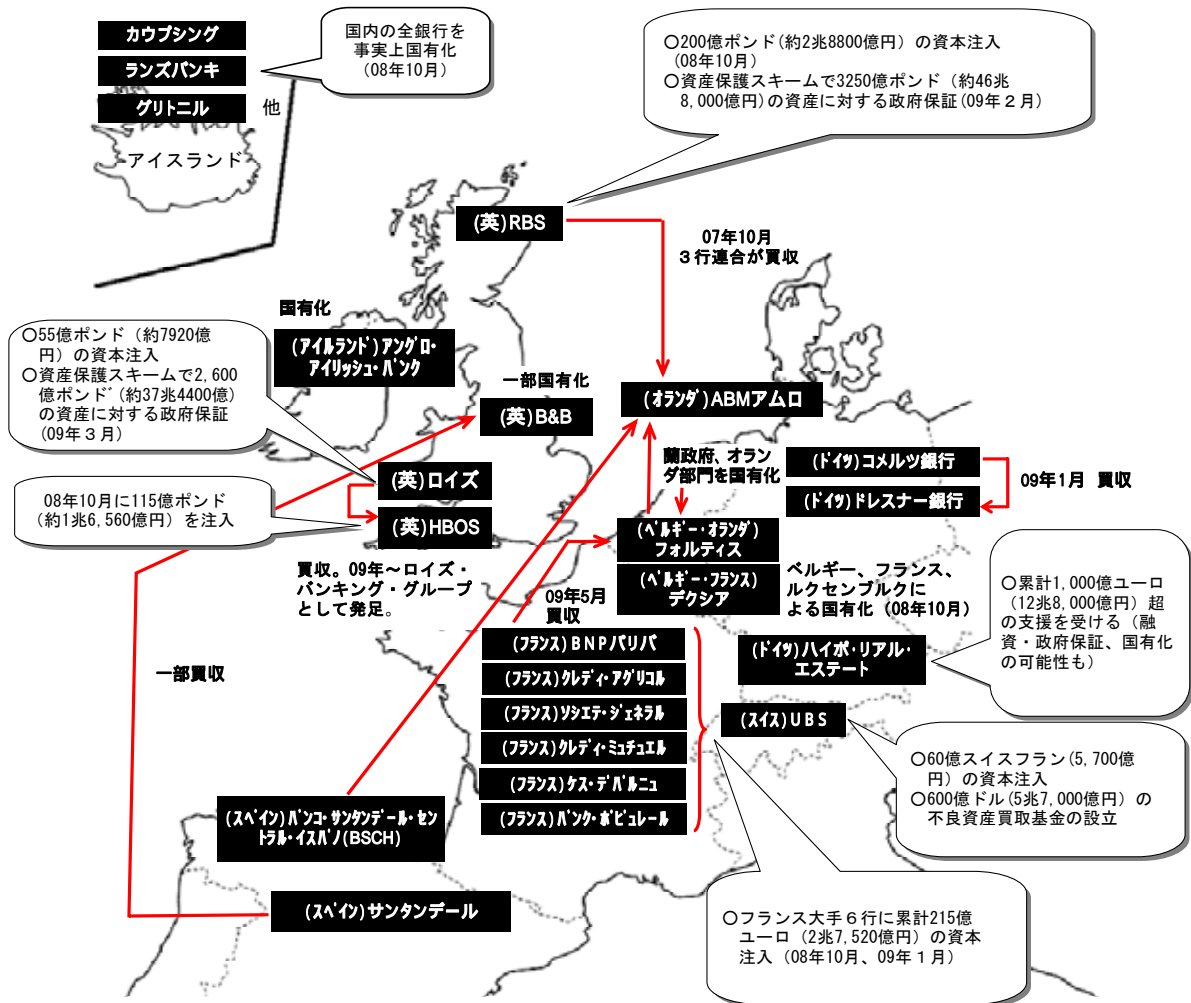 カウプシング
ランズバンキ
グリトニル
他
アイスランド
国内の全銀行を
事実上国有化
(08年10月)
○200億ポンド(約2兆8800億円)の資本注入
(08年10月)
○資産保護スキームで3250億ポンド(約46兆
8,000億円)の資産に対する政府保証(09年2月)
(英)RBS
07年10月
3行連合が買収
国有化
(アイルランド)アングロ・
アイリッシュ・バンク
○55億ポンド(約7920億
円)の資本注入
○資産保護スキームで2,600
億ポンド(約37兆4400億)
の資産に対する政府保証
(09年3月)
一部国有化
(英)B&B
(オランダ)ABMアムロ
蘭政府、オラン
ダ部門を国有化
(ドイツ)コメルツ銀行
(ドイツ)ドレスナー銀行
09年1月 買収
(英)ロイズ
(英)HBOS
08年10月に115億ポンド
(約1兆6,560億円)を注入
買収。09年~ロイズ・
バンキング・グループ
として発足。
(ベルギー・オランダ)
フォルティス
(ベルギー・フランス)
デクシア
ベルギー、フランス、
ルクセンブルクに
よる国有化(08年10月)
09年5月
買収
○累計1,000億ユーロ
(12兆8,000億円)超
の支援を受ける(融
資・政府保証、国有化
の可能性も)
(フランス)BNPパリバ
(フランス)クレディ・アグリコル
(フランス)ソシエテ・ジェネラル
(フランス)クレディ・ミュチュエル
(フランス)ケス・デパルニュ
(フランス)バンク・ポピュレール
(ドイツ)ハイポ・リアル・
エステート
(スイス)UBS
一部買収
○60億スイスフラン(5,700億
円)の資本注入
○600億ドル(5兆7,000億円)の
不良資産買取基金の設立
(スペイン)バンコ・サンタンデール・セン
トラル・イスパノ(BSCH)
(スペイン)サンタンデール
○フランス大手6行に累計215億
ユーロ(2兆7,520億円)の資本
注入(08年10月、09年1月)